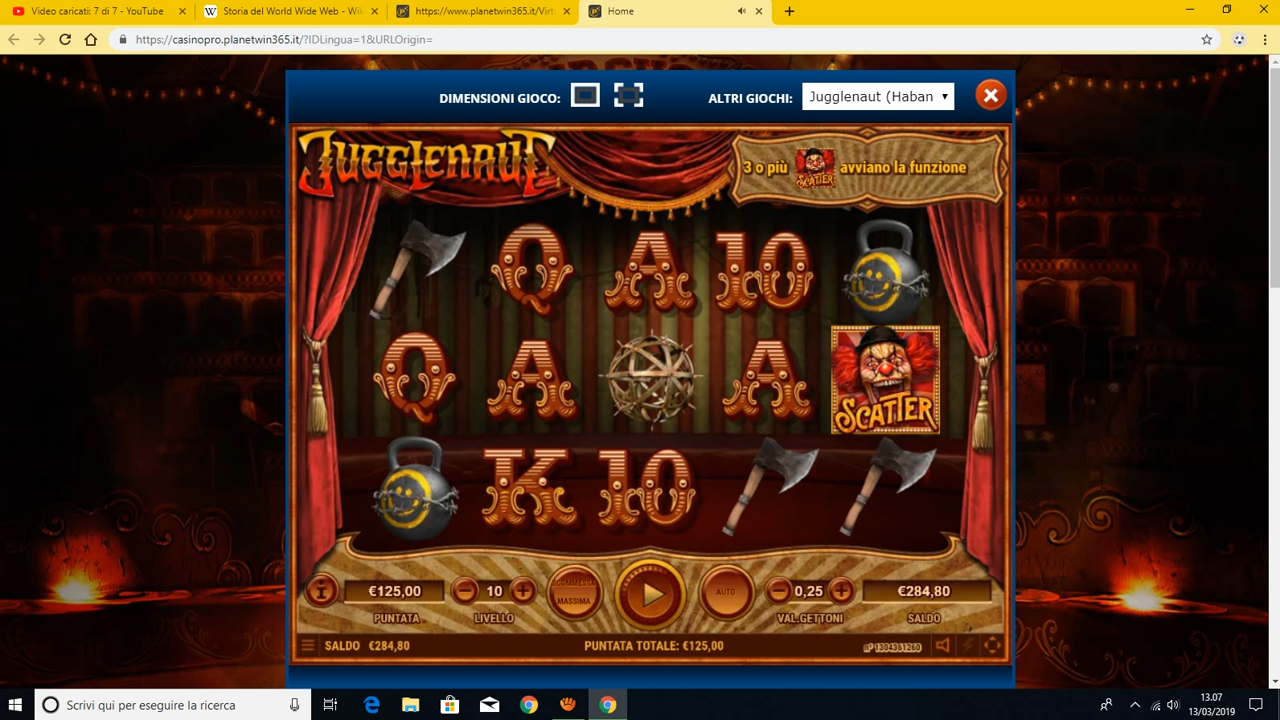 Video caricati: 7 di 7 - YouTube
Storia del World Wide Web - Wik
https://www.planetwin365.it/Virt
Home
https://casinopro.planetwin365.it/?IDLingua=1&URLOrigin=
DIMENSIONI GIOCO:
ALTRI GIOCHI:
Jugglenaut (Haban
JUGGLENAUT
3 o più
SCATTER
avviano la funzione
Q A 10
Q A A
SCATTER
K 10
€125,00
10
SCOMMESSA
MASSIMA
AUTO
0,25
€284,80
PUNTATA
LIVELLO
VAL.GETTONI
SALDO
SALDO €284,80
PUNTATA TOTALE: €125,00
n° 1304361260
Scrivi qui per eseguire la ricerca
13.07
13/03/2019